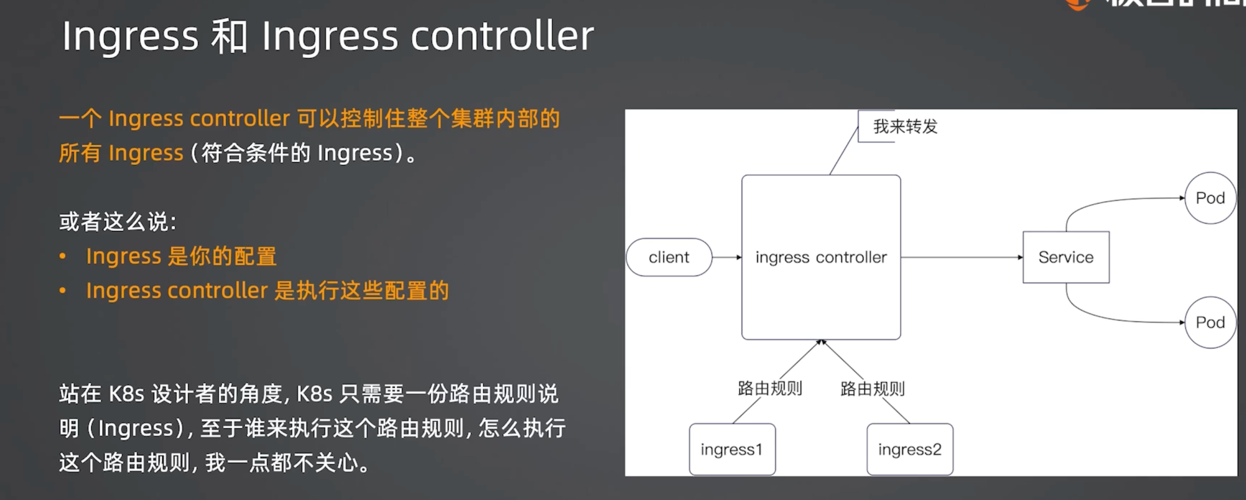 Ingress 和 Ingress controller
一个 Ingress controller 可以控制住整个集群内部的
所有 Ingress (符合条件的 Ingress)。
或者这么说:
• Ingress 是你的配置
• Ingress controller 是执行这些配置的
站在 K8s 设计者的角度, K8s 只需要一份路由规则说
明 (Ingress), 至于谁来执行这个路由规则, 怎么执行
这个路由规则, 我一点都不关心。
我来转发
client
ingress controller
Service
Pod
Pod
路由规则
路由规则
ingress1
ingress2